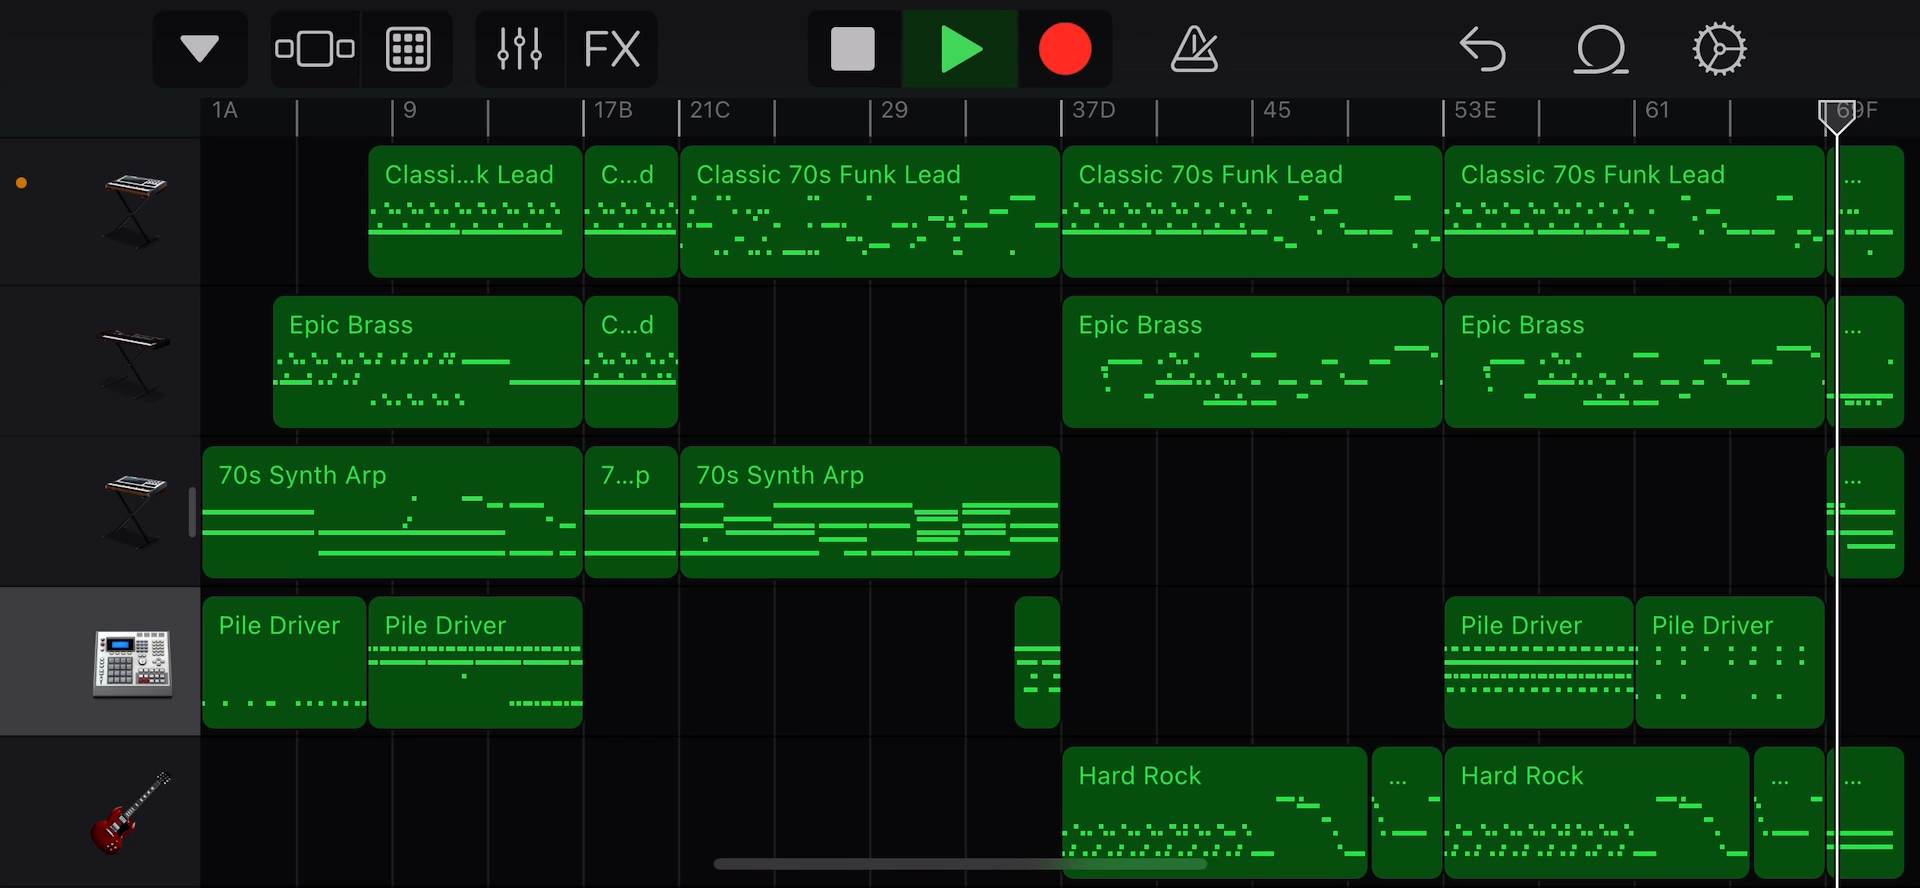 FX
1A 9 17B 21C 29 37D 45 53E 61 69F
Classi...k Lead C...d Classic 70s Funk Lead Classic 70s Funk Lead Classic 70s Funk Lead ...
Epic Brass C...d Epic Brass Epic Brass ...
70s Synth Arp 7...p 70s Synth Arp ...
Pile Driver Pile Driver Pile Driver Pile Driver
Hard Rock ... Hard Rock ... ...